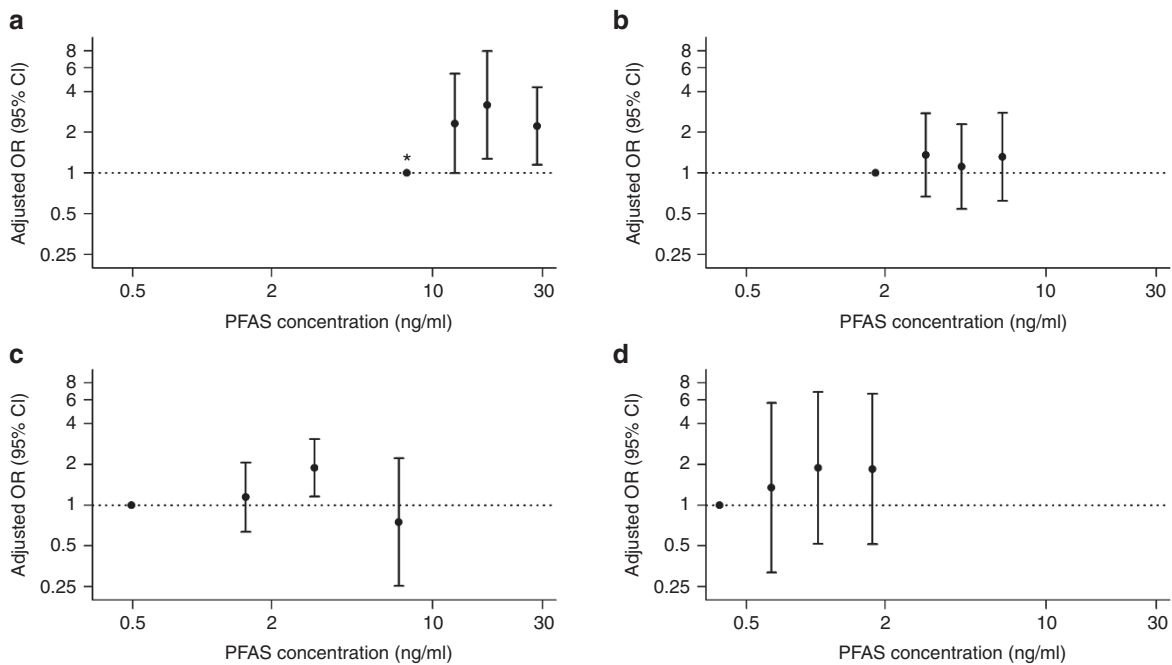 a
Adjusted OR (95% CI)
8
6
4
2
1
0.5
0.25
*
0.5 2 10 30
PFAS concentration (ng/ml)
b
Adjusted OR (95% CI)
8
6
4
2
1
0.5
0.25
0.5 2 10 30
PFAS concentration (ng/ml)
c
Adjusted OR (95% CI)
8
6
4
2
1
0.5
0.25
0.5 2 10 30
PFAS concentration (ng/ml)
d
Adjusted OR (95% CI)
8
6
4
2
1
0.5
0.25
0.5 2 10 30
PFAS concentration (ng/ml)